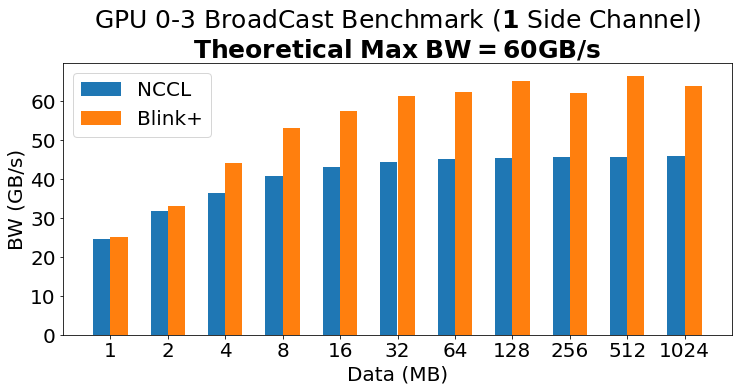 GPU 0-3 BroadCast Benchmark (1 Side Channel)
Theoretical Max BW = 60GB/s
NCCL
Blink+
BW (GB/s)
60
50
40
30
20
10
0
1 2 4 8 16 32 64 128 256 512 1024
Data (MB)